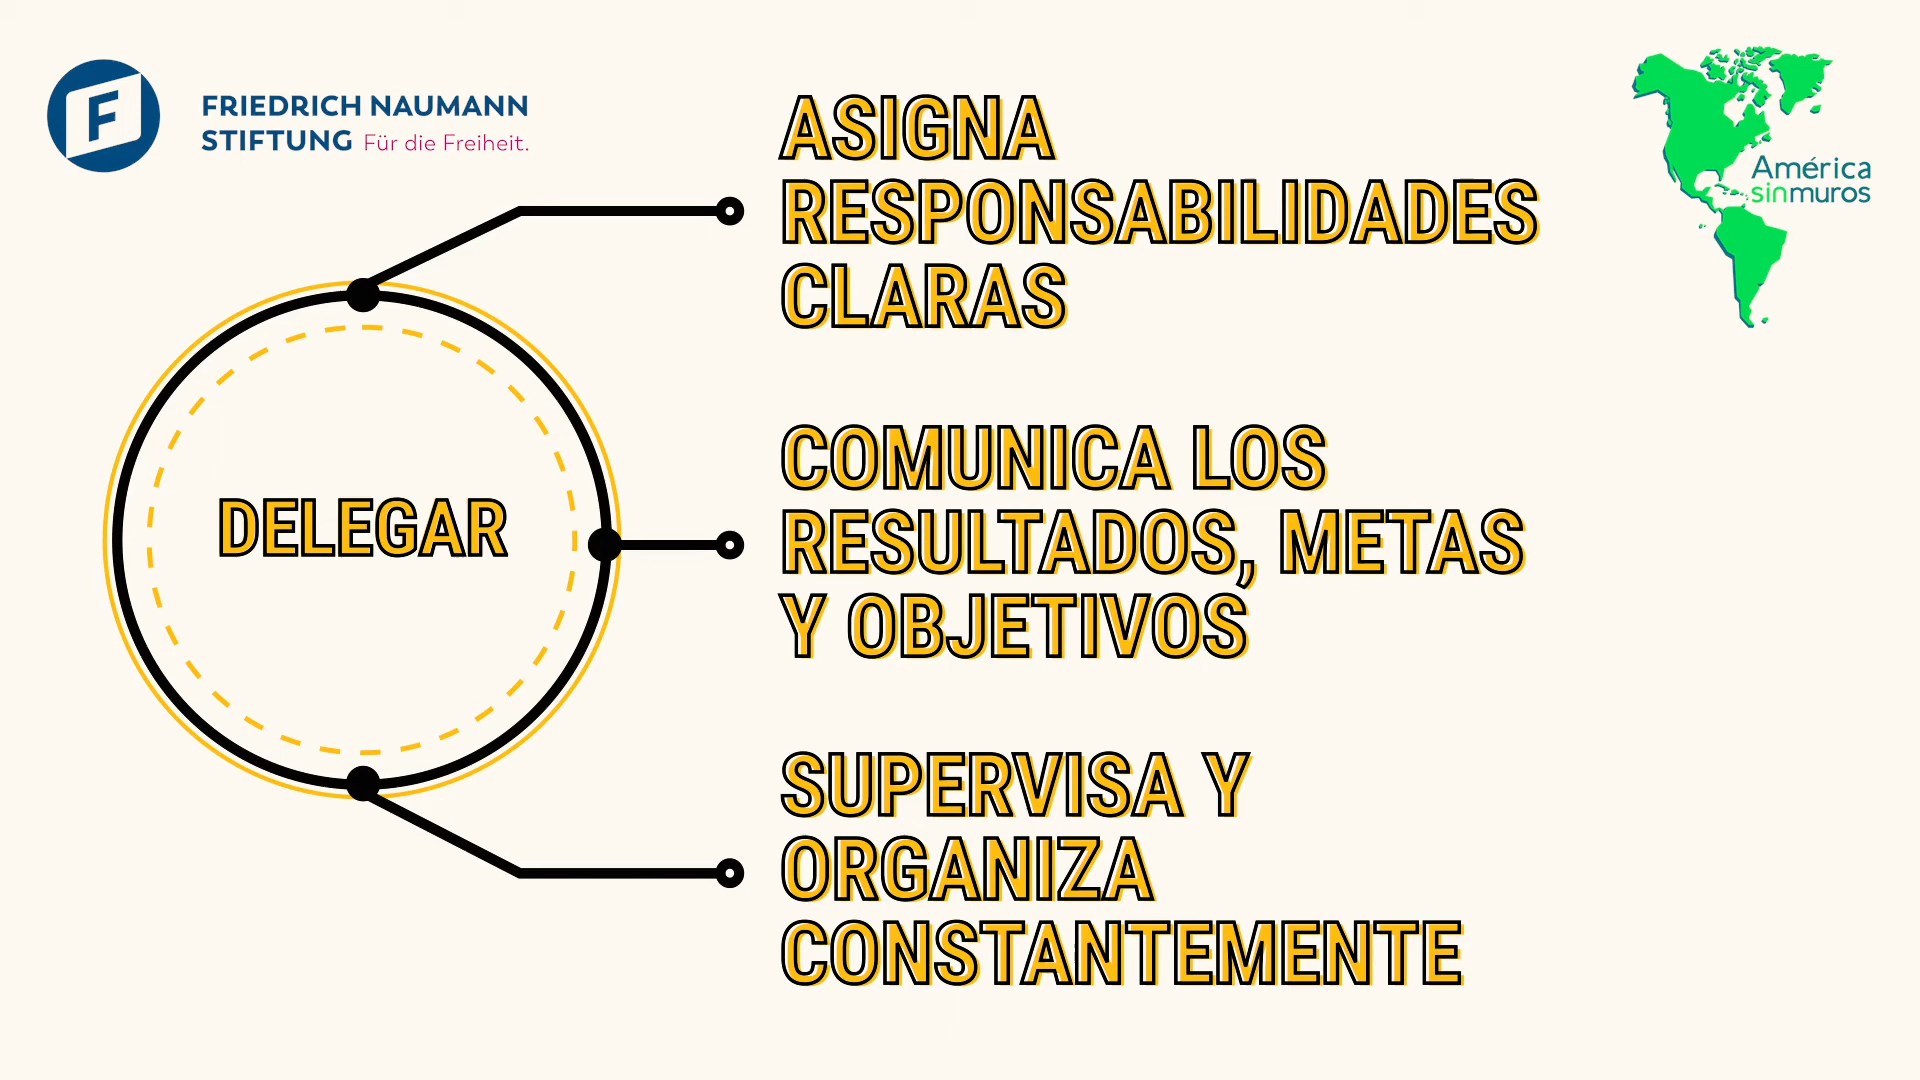 FRIEDRICH NAUMANN
STIFTUNG Für die Freiheit.
América
sinmuros
DELEGAR
ASIGNA
RESPONSABILIDADES
CLARAS
COMUNICA LOS
RESULTADOS, METAS
Y OBJETIVOS
SUPERVISA Y
ORGANIZA
CONSTANTEMENTE